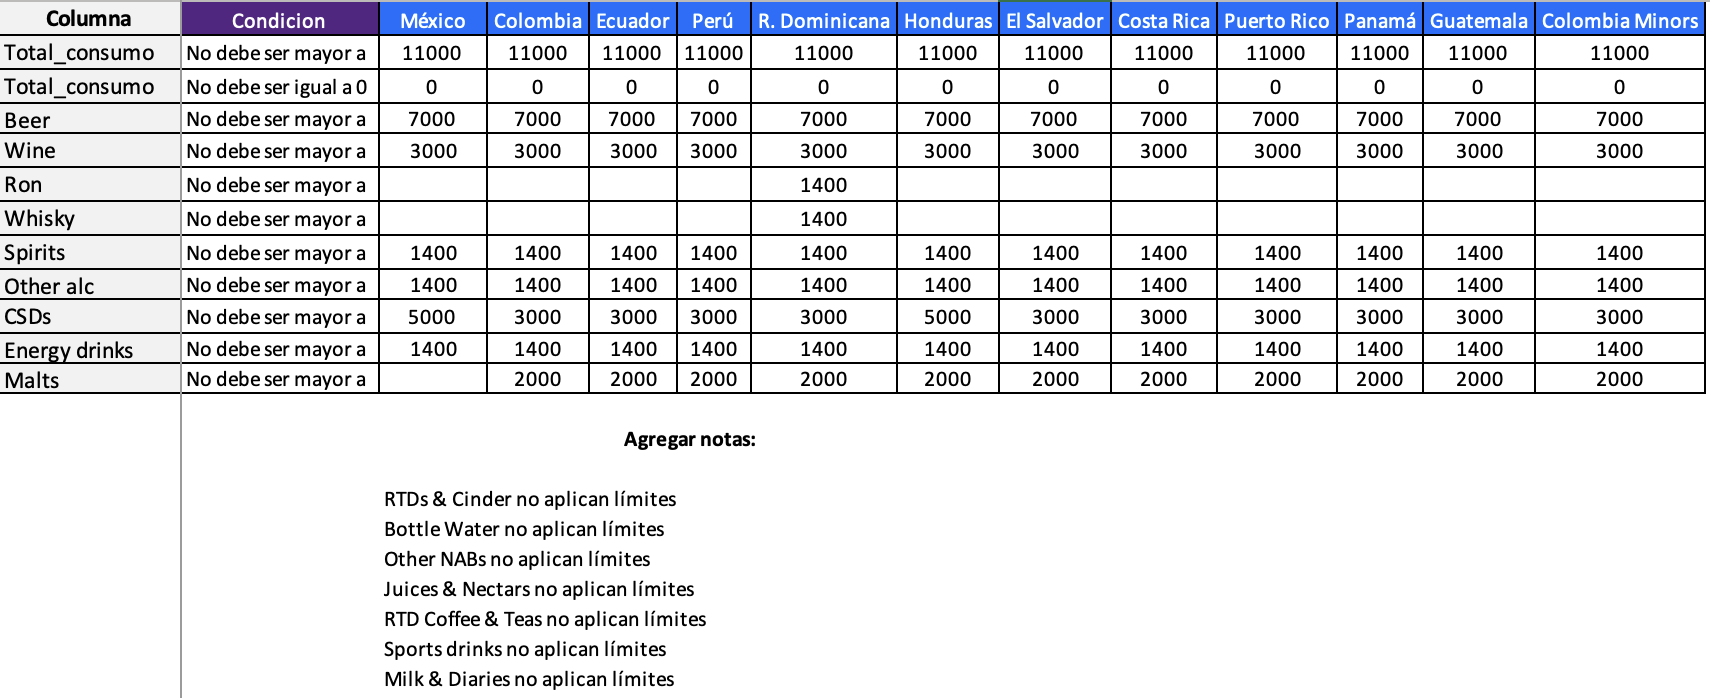 Columna Condicion México Colombia Ecuador Perú R. Dominicana Honduras El Salvador Costa Rica Puerto Rico Panamá Guatemala Colombia Minors
Total_consumo No debe ser mayor a 11000 11000 11000 11000 11000 11000 11000 11000 11000 11000 11000 11000
Total_consumo No debe ser igual a 0 0 0 0 0 0 0 0 0 0 0 0 0
Beer No debe ser mayor a 7000 7000 7000 7000 7000 7000 7000 7000 7000 7000 7000 7000
Wine No debe ser mayor a 3000 3000 3000 3000 3000 3000 3000 3000 3000 3000 3000 3000
Ron No debe ser mayor a 1400
Whisky No debe ser mayor a 1400
Spirits No debe ser mayor a 1400 1400 1400 1400 1400 1400 1400 1400 1400 1400 1400 1400
Other alc No debe ser mayor a 1400 1400 1400 1400 1400 1400 1400 1400 1400 1400 1400 1400
CSDs No debe ser mayor a 5000 3000 3000 3000 3000 5000 3000 3000 3000 3000 3000 3000
Energy drinks No debe ser mayor a 1400 1400 1400 1400 1400 1400 1400 1400 1400 1400 1400 1400
Malts No debe ser mayor a 2000 2000 2000 2000 2000 2000 2000 2000 2000 2000 2000
Agregar notas:
RTDs & Cinder no aplican límites
Bottle Water no aplican límites
Other NABs no aplican límites
Juices & Nectars no aplican límites
RTD Coffee & Teas no aplican límites
Sports drinks no aplican límites
Milk & Diaries no aplican límites